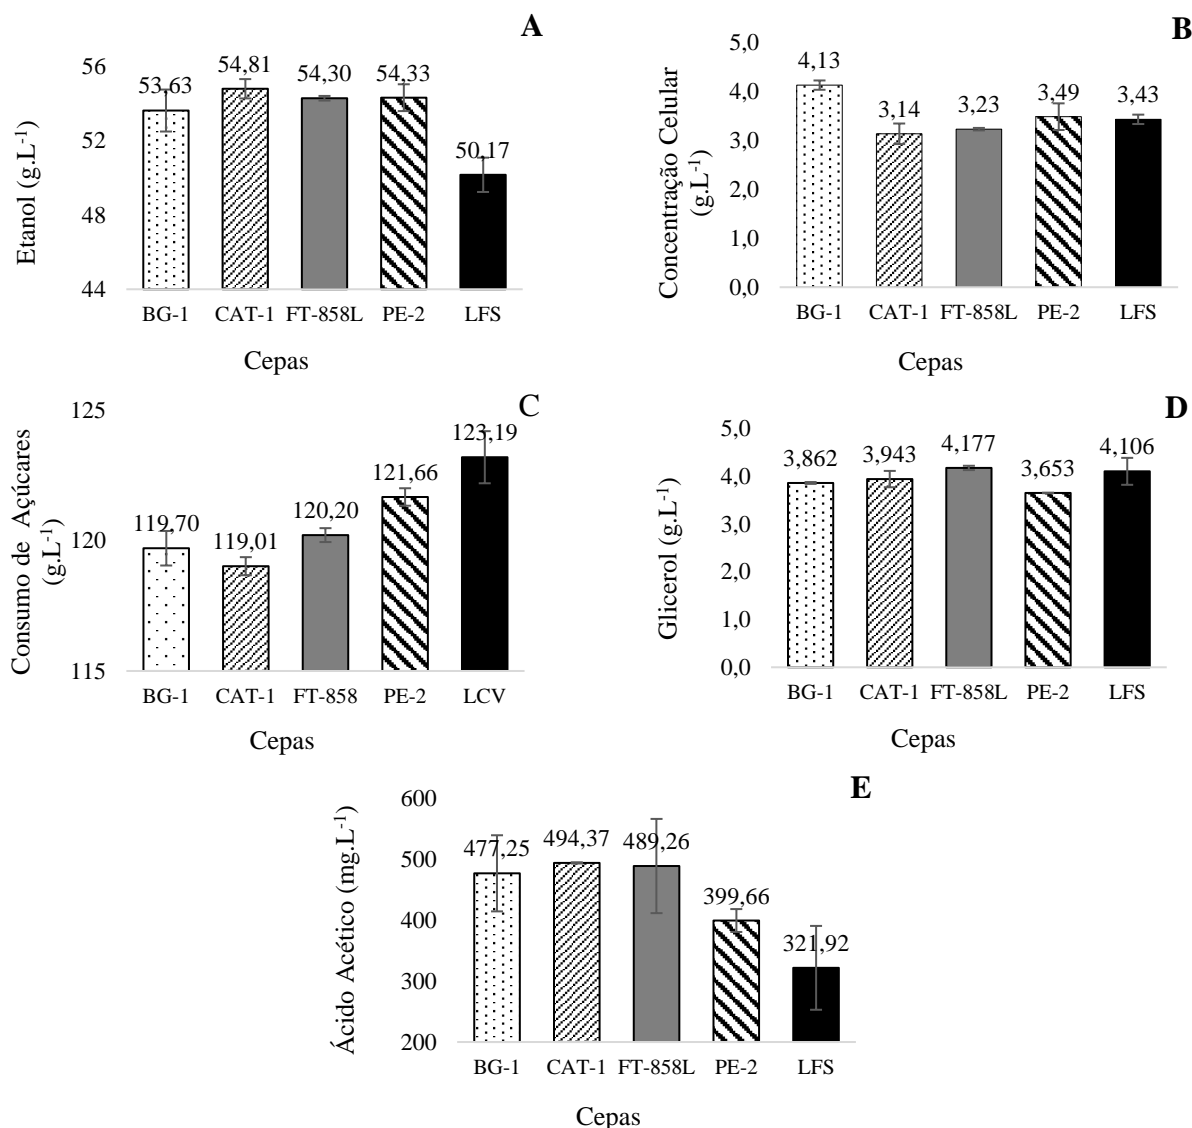 A
56
52
48
44
Etanol (g.L-1)
53,63
54,81
54,30
54,33
50,17
BG-1 CAT-1 FT-858L PE-2 LFS
Cepas
B
5,0
4,0
3,0
2,0
1,0
0,0
Concentração Celular
(g.L-1)
4,13
3,14
3,23
3,49
3,43
BG-1 CAT-1 FT-858L PE-2 LFS
Cepas
C
125
120
115
Consumo de Açúcares
(g.L-1)
119,70
119,01
120,20
121,66
123,19
BG-1 CAT-1 FT-858 PE-2 LCV
Cepas
D
5,0
4,0
3,0
2,0
1,0
0,0
Glicerol (g.L-1)
3,862
3,943
4,177
3,653
4,106
BG-1 CAT-1 FT-858L PE-2 LFS
Cepas
E
600
500
400
300
200
Ácido Acético (mg.L-1)
477,25
494,37
489,26
399,66
321,92
BG-1 CAT-1 FT-858L PE-2 LFS
Cepas